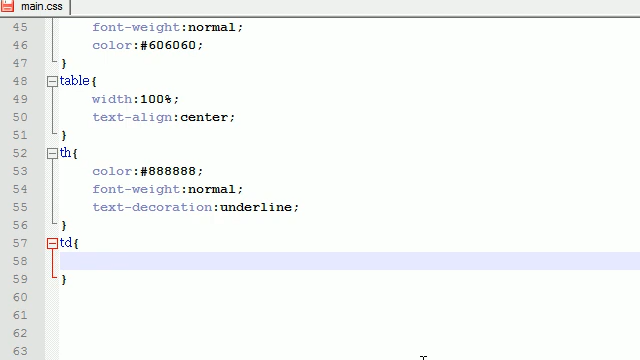 main.css
45 font-weight:normal;
46 color:#606060;
47 }
48 table{
49 width:100%;
50 text-align:center;
51 }
52 th{
53 color:#888888;
54 font-weight:normal;
55 text-decoration:underline;
56 }
57 td{
58
59 }
60
61
62
63